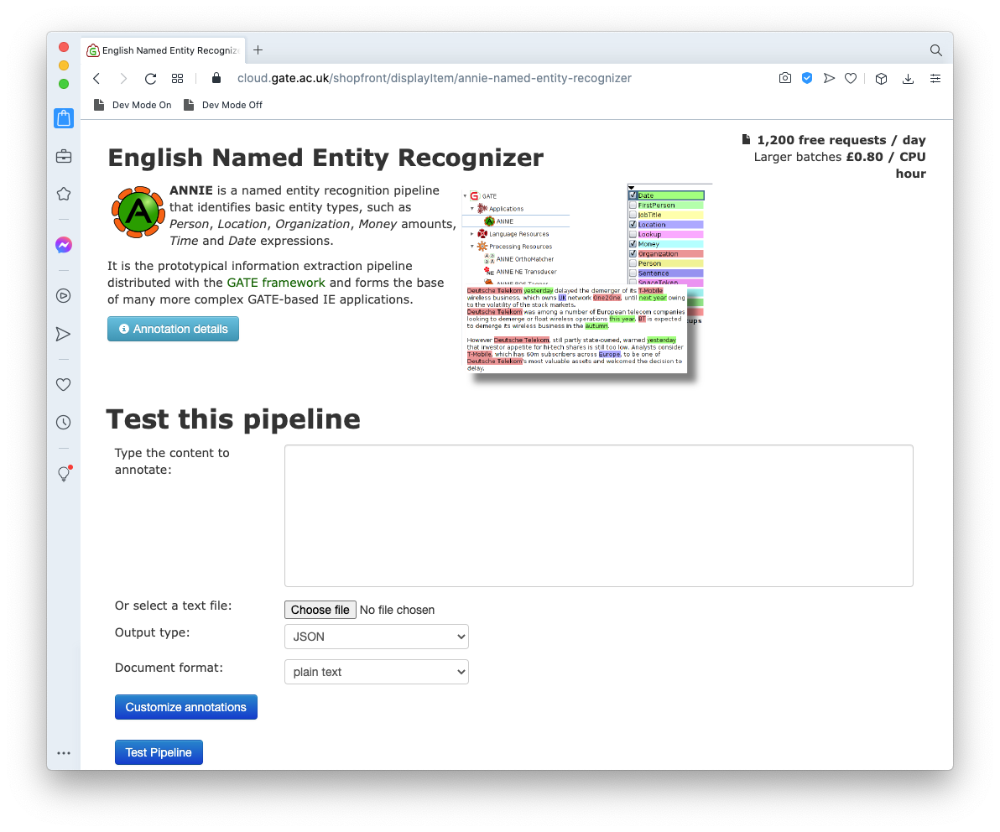 English Named Entity Recogniz
cloud.gate.ac.uk/shopfront/displayItem/annie-named-entity-recognizer
Dev Mode On
Dev Mode Off
English Named Entity Recognizer
1,200 free requests / day
Larger batches £0.80 / CPU
hour
ANNIE is a named entity recognition pipeline
that identifies basic entity types, such as
Person, Location, Organization, Money amounts,
Time and Date expressions.
It is the prototypical information extraction pipeline
distributed with the GATE framework and forms the base
of many more complex GATE-based IE applications.
Annotation details
GATE
Applications
ANNIE
Language Resources
Processing Resources
ANNIE OrthoMatcher
ANNIE NE Transducer
ANNIE POS Tagger
Date
FirstPerson
JobTitle
Location
Lookup
Money
Organization
Person
Sentence
SpaceToken
Deutsche Telekom yesterday delayed the demerger of its T-Mobile
wireless business, which owns UK network One2One, until next year owing
to the volatility of the stock markets.
Deutsche Telekom was among a number of European telecom companies
looking to demerge or float wireless operations this year. BT is expected
to demerge its wireless business in the autumn.
However Deutsche Telekom, still partly state-owned, warned yesterday
that investor appetite for hi-tech shares is still too low. Analysts consider
T-Mobile, which has 60m subscribers across Europe, to be one of
Deutsche Telekom's most valuable assets and welcomed the decision to
delay.
Test this pipeline
Type the content to
annotate:
Or select a text file:
Choose file No file chosen
Output type:
JSON
Document format:
plain text
Customize annotations
Test Pipeline